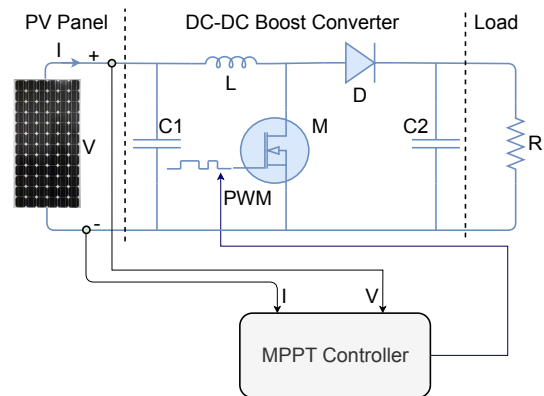 PV Panel
DC-DC Boost Converter
Load
I
+
L
D
V
C1
M
C2
R
PWM
-
I
V
MPPT Controller